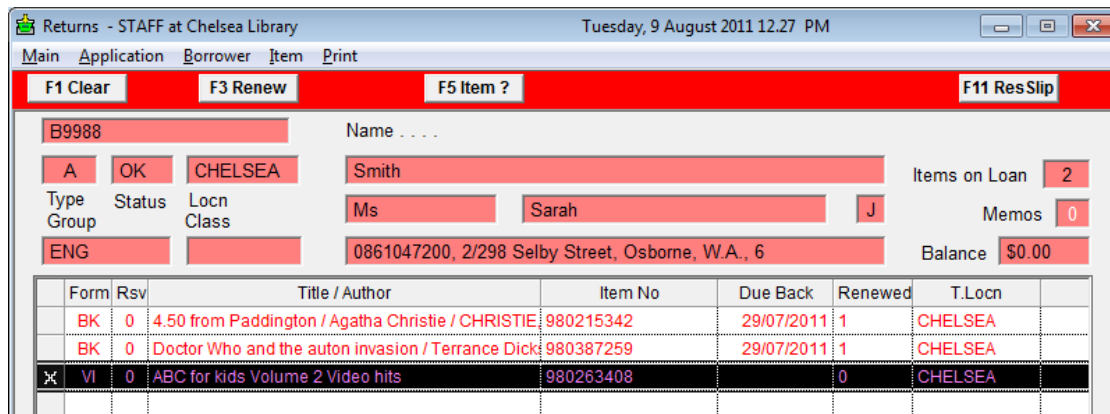 Returns - STAFF at Chelsea Library Tuesday, 9 August 2011 12.27 PM
Main Application Borrower Item Print
F1 Clear F3 Renew F5 Item ? F11 ResSlip
B9988 Name . . . .
A OK CHELSEA Smith Items on Loan 2
Type Status Locn
Group Class
Ms Sarah J Memos 0
ENG 0861047200, 2/298 Selby Street, Osborne, W.A., 6 Balance $0.00
Form Rsv Title / Author Item No Due Back Renewed T.Locn
BK 0 4.50 from Paddington / Agatha Christie / CHRISTIE, 980215342 29/07/2011 1 CHELSEA
BK 0 Doctor Who and the auton invasion / Terrance Dick 980387259 29/07/2011 1 CHELSEA
X VI 0 ABC for kids Volume 2 Video hits 980263408 0 CHELSEA